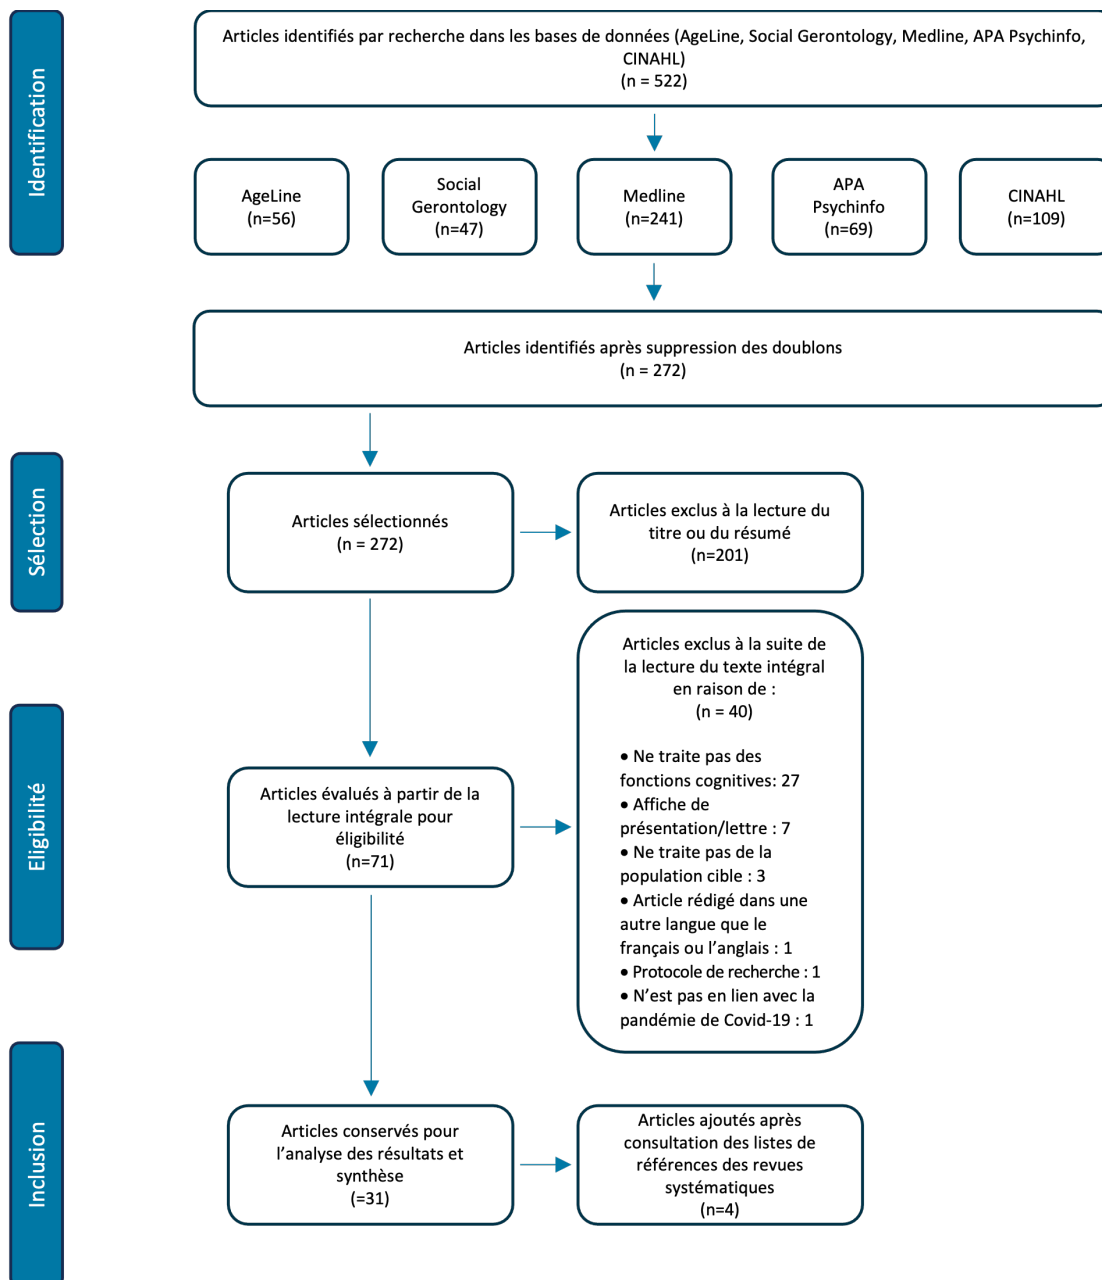 Identification
Articles identifiés par recherche dans les bases de données (AgeLine, Social Gerontology, Medline, APA Psychinfo,
CINAHL)
(n = 522)
AgeLine
(n=56)
Social
Gerontology
(n=47)
Medline
(n=241)
APA
Psychinfo
(n=69)
CINAHL
(n=109)
Articles identifiés après suppression des doublons
(n = 272)
Sélection
Articles sélectionnés
(n = 272)
Articles exclus à la lecture du
titre ou du résumé
(n=201)
Eligibilité
Articles évalués à partir de la
lecture intégrale pour
éligibilité
(n=71)
Articles exclus à la suite de
la lecture du texte intégral
en raison de :
(n = 40)
• Ne traite pas des
fonctions cognitives: 27
• Affiche de
présentation/lettre : 7
• Ne traite pas de la
population cible : 3
• Article rédigé dans une
autre langue que le
français ou l’anglais : 1
• Protocole de recherche : 1
• N’est pas en lien avec la
pandémie de Covid-19 : 1
Inclusion
Articles conservés pour
l’analyse des résultats et
synthèse
(=31)
Articles ajoutés après
consultation des listes de
références des revues
systématiques
(n=4)